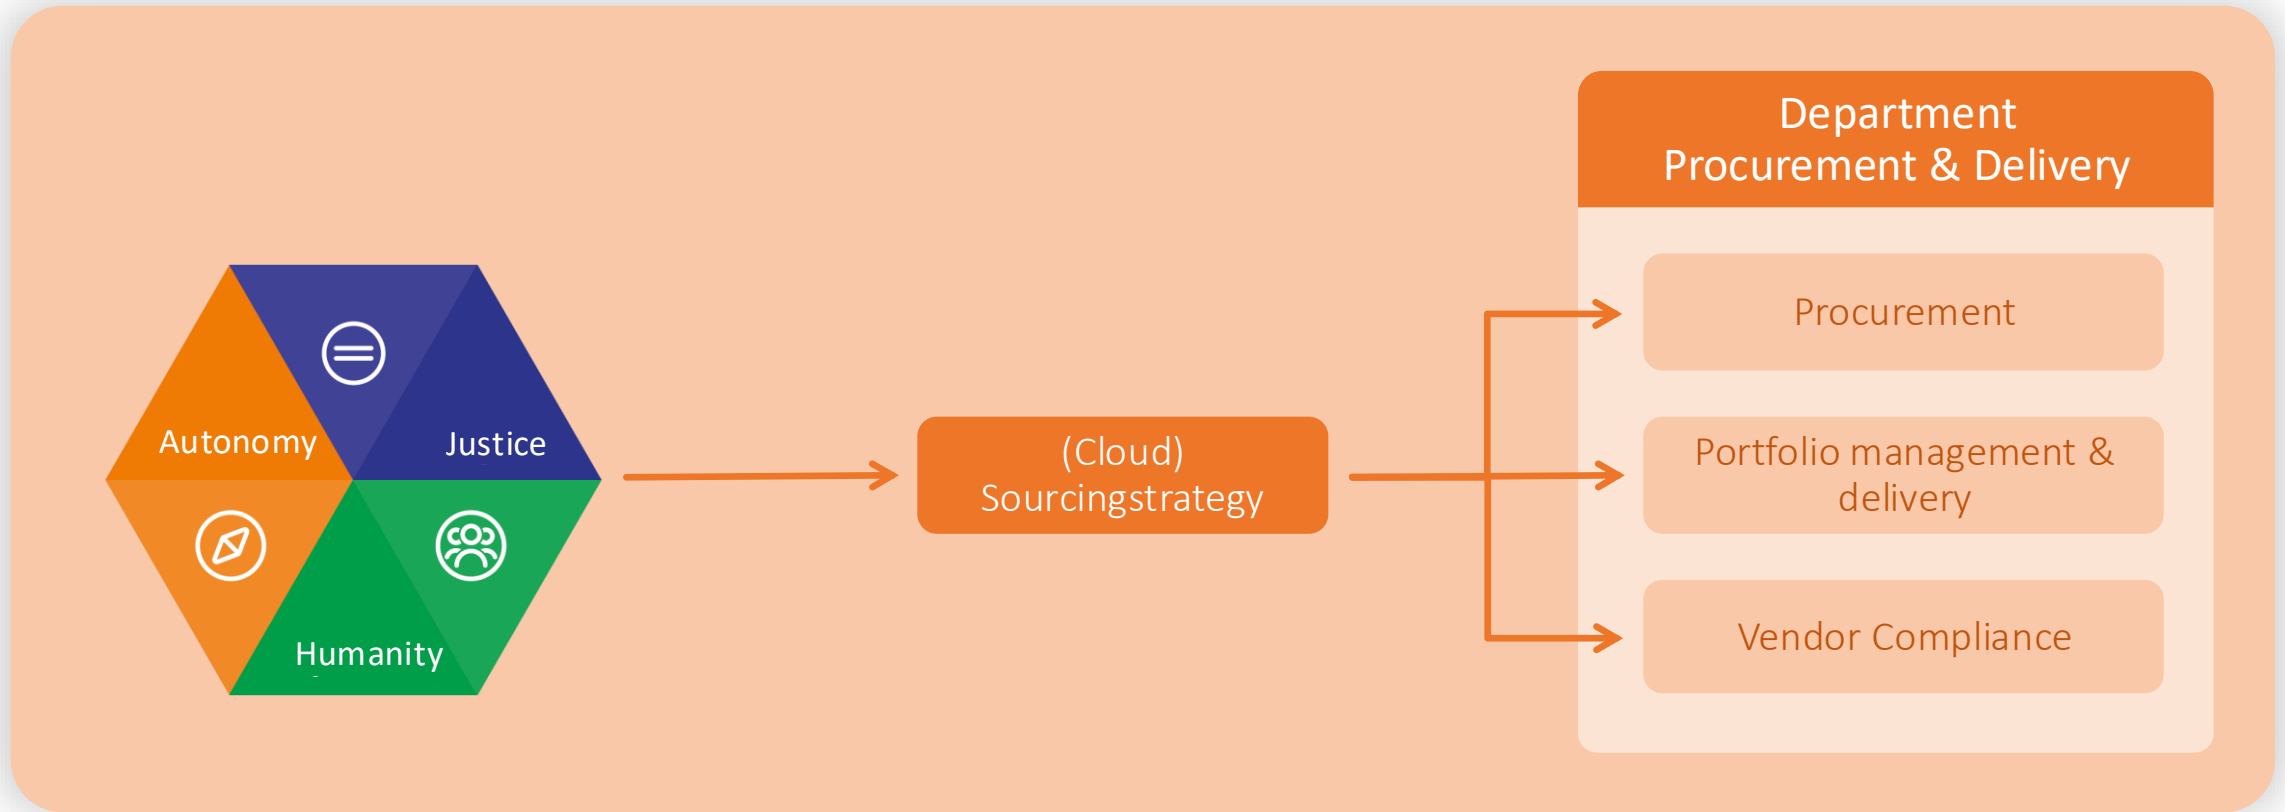 Department
Procurement & Delivery
Procurement
Autonomy
Justice
(Cloud)
Sourcingstrategy
Portfolio management &
delivery
Humanity
Vendor Compliance